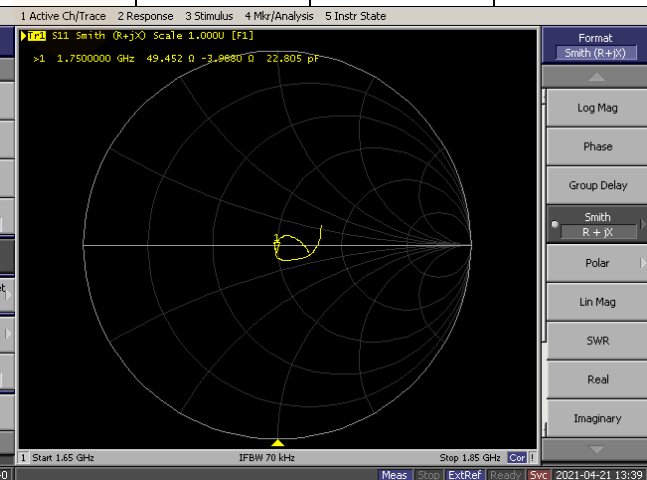 1 Active Ch/Trace 2 Response 3 Stimulus 4 Mkr/Analysis 5 Instr State
Tr1 S11 Smith (R+jX) Scale 1.000U [F1]
>1 1.7500000 GHz 49.452 Ω -3.9880 Ω 22.805 pF
1
1 Start 1.65 GHz IFBW 70 kHz Stop 1.85 GHz Cor !
Meas Stop ExtRef Ready Svc 2021-04-21 13:39
Format
Smith (R+jX)
Log Mag
Phase
Group Delay
Smith
R + jX
Polar
Lin Mag
SWR
Real
Imaginary